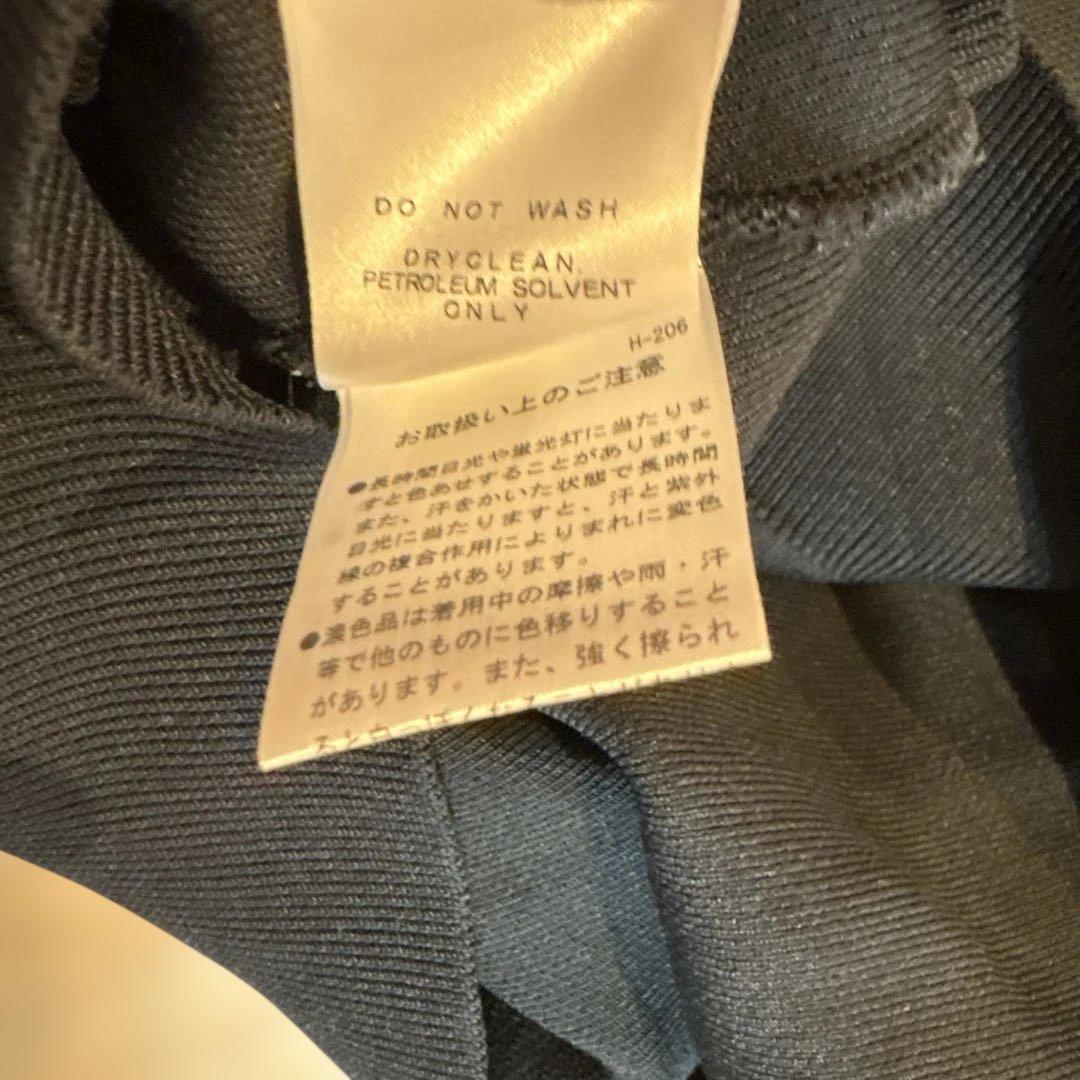 DO NOT WASH
DRYCLEAN
PETROLEUM SOLVENT
ONLY
H-206
お取扱い上のご注意
●長時間日光や蛍光灯に当たりま
すと色あせすることがあります。
また、汗をかいた状態で長時間
日光に当たりますと、汗と紫外
線の複合作用によりまれに変色
することがあります。
●濃色品は着用中の摩擦や雨・汗
等で他のものに色移りすること
があります。また、強く擦られ